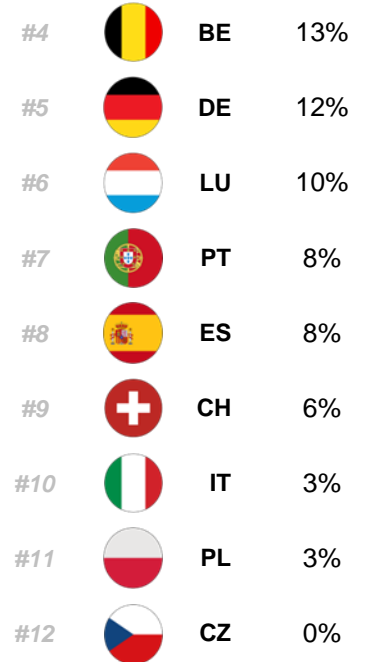 #4 BE 13%
#5 DE 12%
#6 LU 10%
#7 PT 8%
#8 ES 8%
#9 CH 6%
#10 IT 3%
#11 PL 3%
#12 CZ 0%